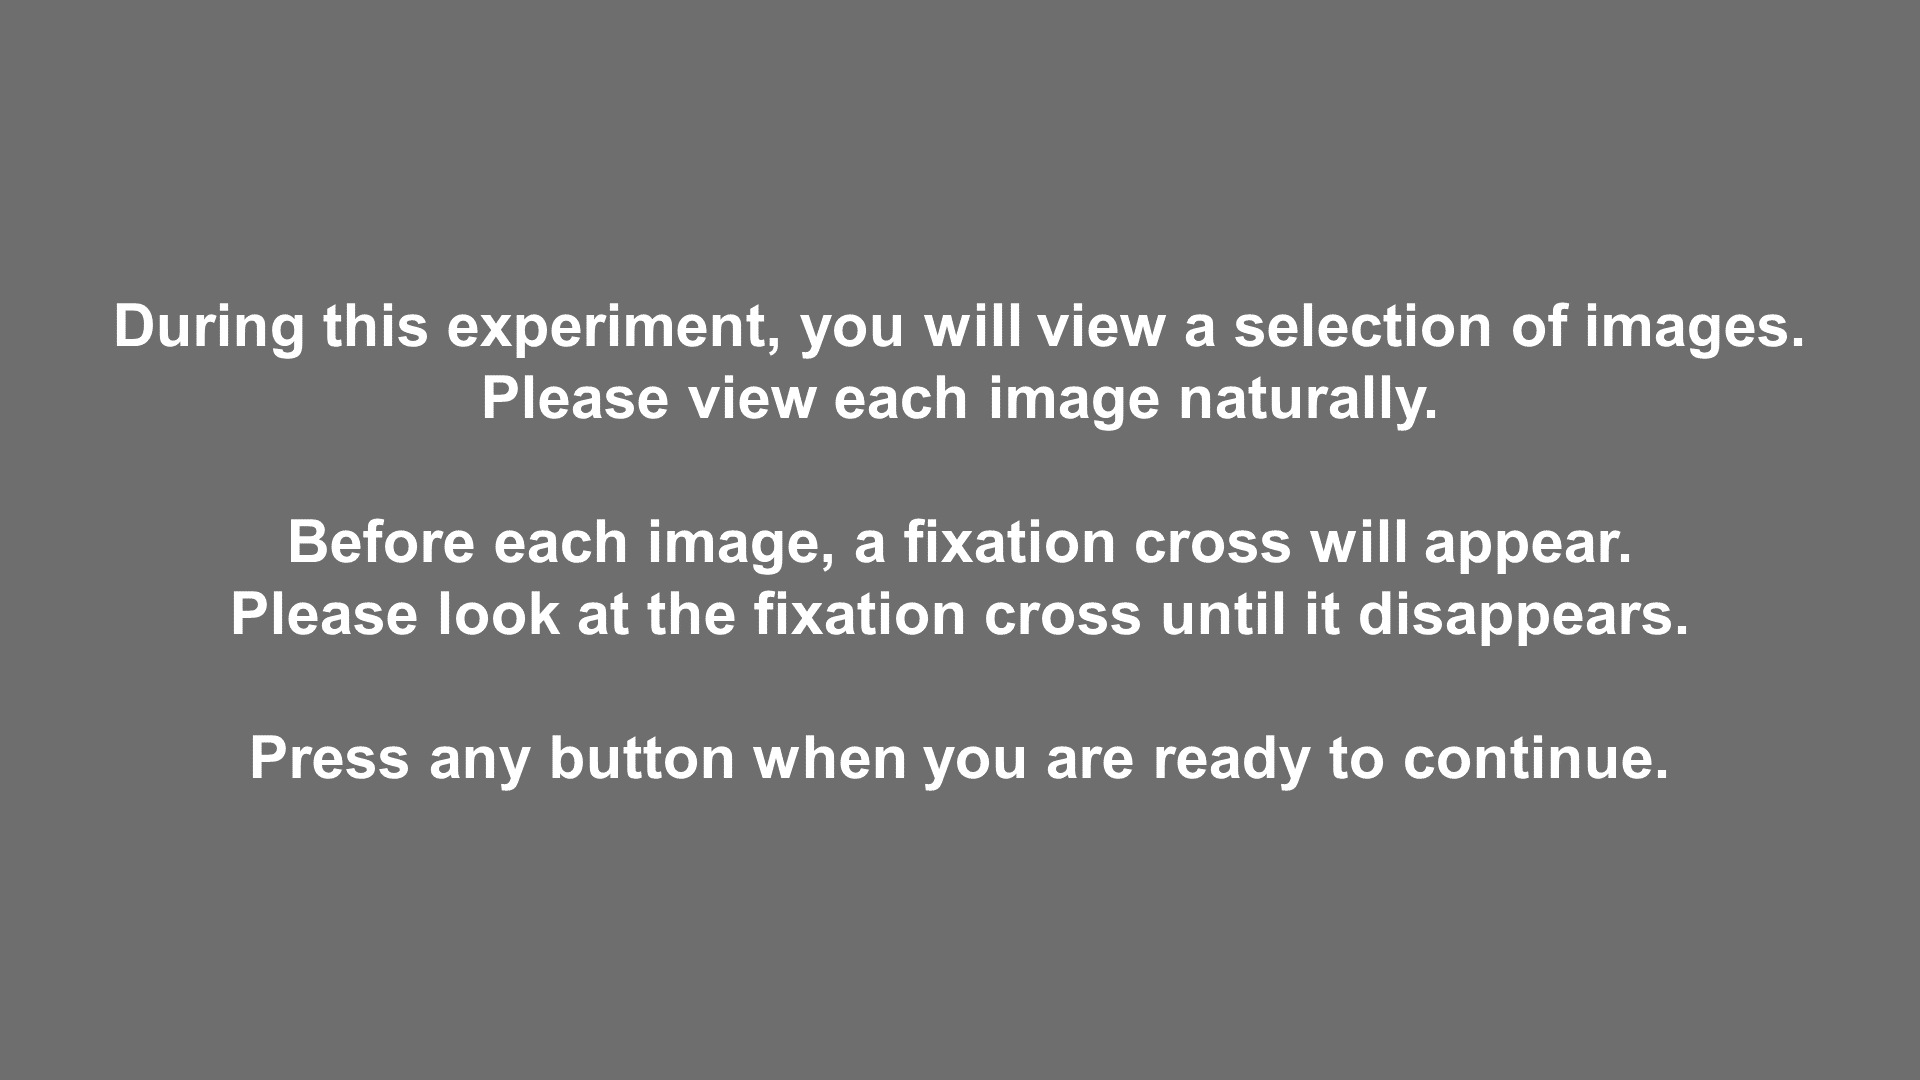 During this experiment, you will view a selection of images.
Please view each image naturally.
Before each image, a fixation cross will appear.
Please look at the fixation cross until it disappears.
Press any button when you are ready to continue.